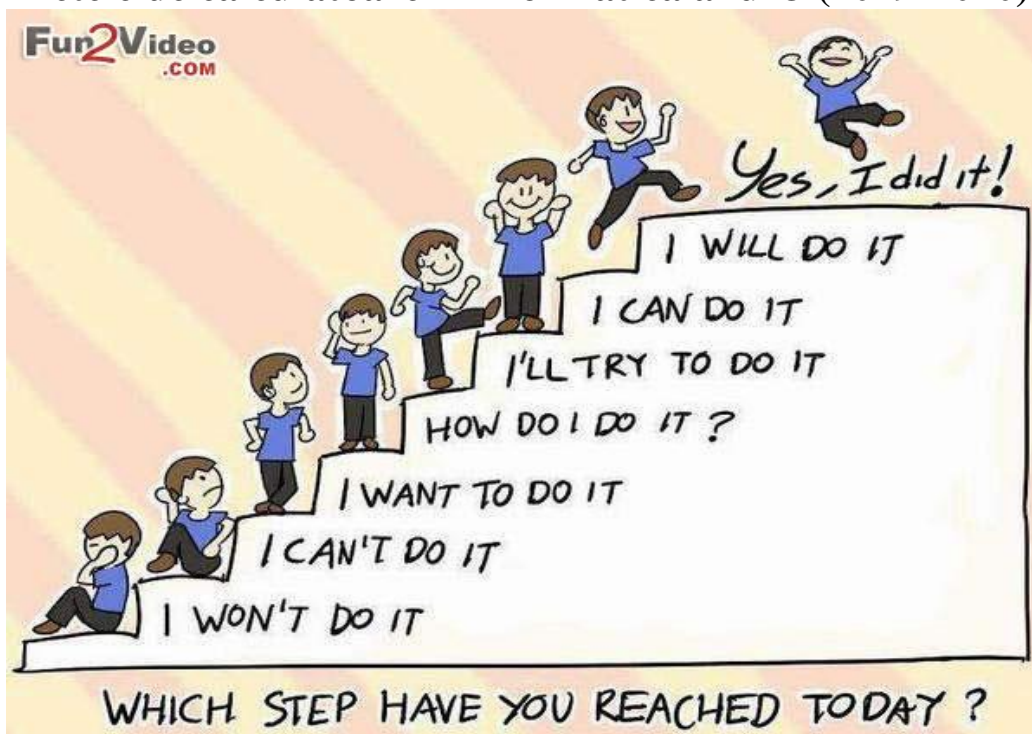 Fun2Video
.COM
Yes, I did it!
I WILL DO IT
I CAN DO IT
I'LL TRY TO DO IT
HOW DO I DO IT ?
I WANT TO DO IT
I CAN'T DO IT
I WON'T DO IT
WHICH STEP HAVE YOU REACHED TODAY ?